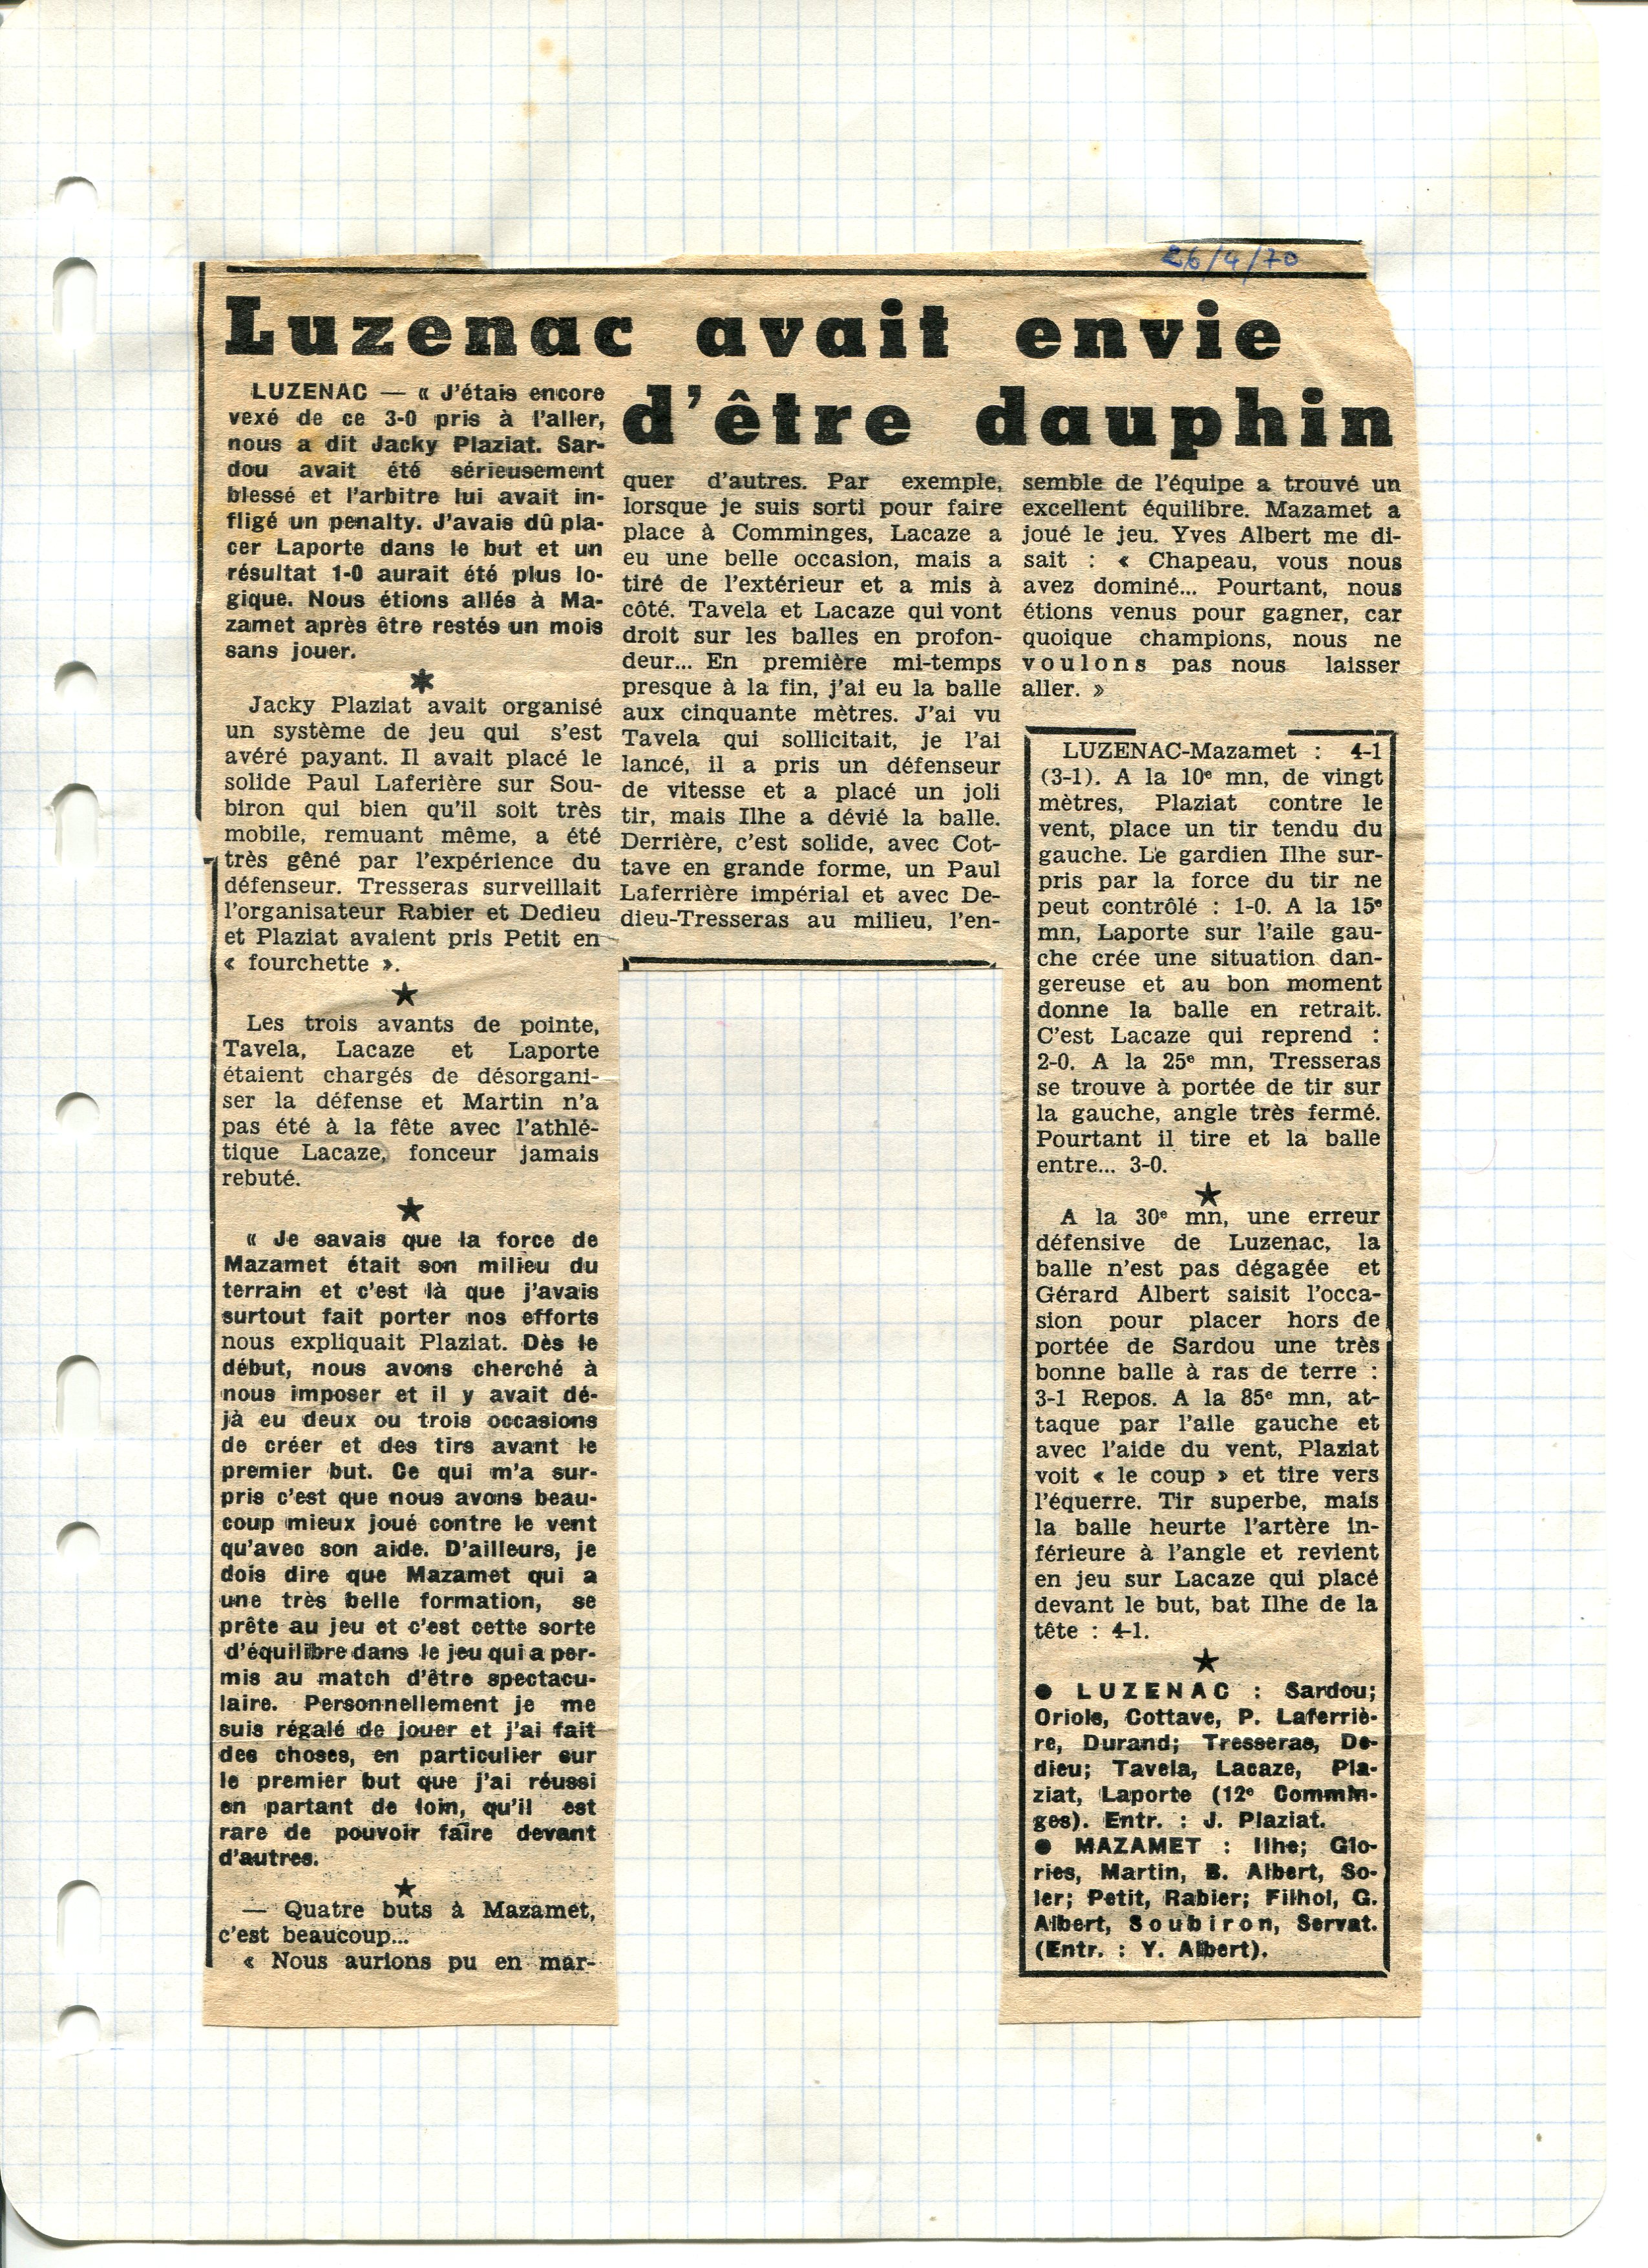 26/4/70
Luzenac avait envie
d'être dauphin
LUZENAC — « J'étais encore
vexé de ce 3-0 pris à l'aller,
nous a dit Jacky Plaziat. Sar-
dou avait été sérieusement
blessé et l'arbitre lui avait in-
fligé un penalty. J'avais dû pla-
cer Laporte dans le but et un
résultat 1-0 aurait été plus lo-
gique. Nous étions allés à Ma-
zamet après être restés un mois
sans jouer.
★
Jacky Plaziat avait organisé
un système de jeu qui s'est
avéré payant. Il avait placé le
solide Paul Laferière sur Sou-
biron qui bien qu'il soit très
mobile, remuant même, a été
très gêné par l'expérience du
défenseur. Tresseras surveillait
l'organisateur Rabier et Dedieu
et Plaziat avaient pris Petit en
« fourchette ».
★
Les trois avants de pointe,
Tavela, Lacaze et Laporte
étaient chargés de désorgani-
ser la défense et Martin n'a
pas été à la fête avec l'athlé-
tique Lacaze, fonceur jamais
rebuté.
★
« Je savais que la force de
Mazamet était son milieu du
terrain et c'est là que j'avais
surtout fait porter nos efforts
nous expliquait Plaziat. Dès le
début, nous avons cherché à
nous imposer et il y avait dé-
jà eu deux ou trois occasions
de créer et des tirs avant le
premier but. Ce qui m'a sur-
pris c'est que nous avons beau-
coup mieux joué contre le vent
qu'avec son aide. D'ailleurs, je
dois dire que Mazamet qui a
une très belle formation, se
prête au jeu et c'est cette sorte
d'équilibre dans le jeu qui a per-
mis au match d'être spectacu-
laire. Personnellement je me
suis régalé de jouer et j'ai fait
des choses, en particulier sur
le premier but que j'ai réussi
en partant de loin, qu'il est
rare de pouvoir faire devant
d'autres.
★
— Quatre buts à Mazamet,
c'est beaucoup...
« Nous aurions pu en mar-
quer d'autres. Par exemple,
lorsque je suis sorti pour faire
place à Comminges, Lacaze a
eu une belle occasion, mais a
tiré de l'extérieur et a mis à
côté. Tavela et Lacaze qui vont
droit sur les balles en profon-
deur... En première mi-temps
presque à la fin, j'ai eu la balle
aux cinquante mètres. J'ai vu
Tavela qui sollicitait, je l'ai
lancé, il a pris un défenseur
de vitesse et a placé un joli
tir, mais Ilhe a dévié la balle.
Derrière, c'est solide, avec Cot-
tave en grande forme, un Paul
Laferrière impérial et avec De-
dieu-Tresseras au milieu, l'en-
semble de l'équipe a trouvé un
excellent équilibre. Mazamet a
joué le jeu. Yves Albert me di-
sait : « Chapeau, vous nous
avez dominé... Pourtant, nous
étions venus pour gagner, car
quoique champions, nous ne
voulons pas nous laisser
aller. »
LUZENAC-Mazamet : 4-1
(3-1). A la 10e mn, de vingt
mètres, Plaziat contre le
vent, place un tir tendu du
gauche. Le gardien Ilhe sur-
pris par la force du tir ne
peut contrôlé : 1-0. A la 15e
mn, Laporte sur l'aile gau-
che crée une situation dan-
gereuse et au bon moment
donne la balle en retrait.
C'est Lacaze qui reprend :
2-0. A la 25e mn, Tresseras
se trouve à portée de tir sur
la gauche, angle très fermé.
Pourtant il tire et la balle
entre... 3-0.
★
A la 30e mn, une erreur
défensive de Luzenac, la
balle n'est pas dégagée et
Gérard Albert saisit l'occa-
sion pour placer hors de
portée de Sardou une très
bonne balle à ras de terre :
3-1 Repos. A la 85e mn, at-
taque par l'aile gauche et
avec l'aide du vent, Plaziat
voit « le coup » et tire vers
l'équerre. Tir superbe, mais
la balle heurte l'artère in-
férieure à l'angle et revient
en jeu sur Lacaze qui placé
devant le but, bat Ilhe de la
tête : 4-1.
★
● LUZENAC : Sardou;
Oriols, Cottave, P. Laferriè-
re, Durand; Tresseras, De-
dieu; Tavela, Lacaze, Pla-
ziat, Laporte (12e Commin-
ges). Entr. : J. Plaziat.
● MAZAMET : Ilhe; Glo-
ries, Martin, B. Albert, So-
ler; Petit, Rabier; Filhol, G.
Albert, Soubiron, Servat.
(Entr. : Y. Albert).